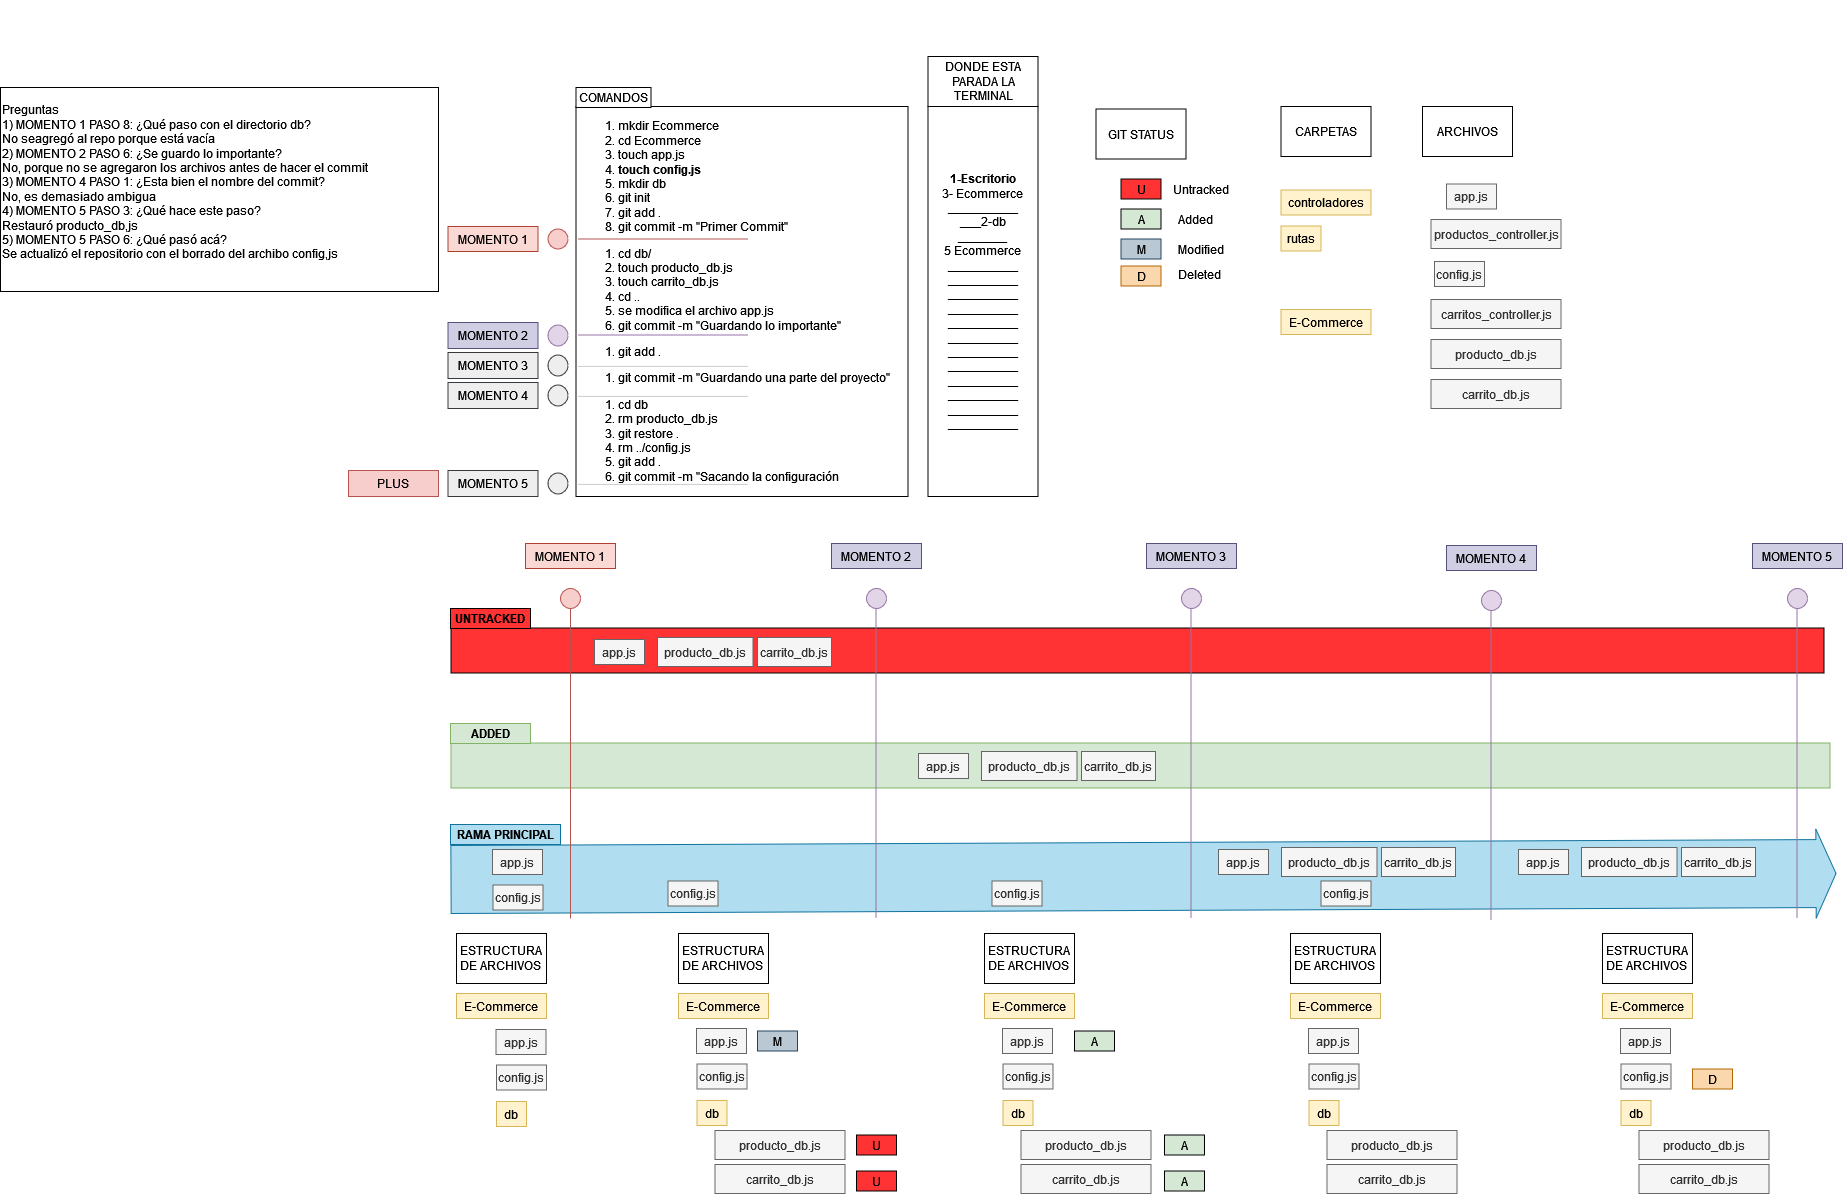 Preguntas
1) MOMENTO 1 PASO 8: ¿Qué paso con el directorio db?
No seagregó al repo porque está vacía
2) MOMENTO 2 PASO 6: ¿Se guardo lo importante?
No, porque no se agregaron los archivos antes de hacer el commit
3) MOMENTO 4 PASO 1: ¿Esta bien el nombre del commit?
No, es demasiado ambigua
4) MOMENTO 5 PASO 3: ¿Qué hace este paso?
Restauró producto_db,js
5) MOMENTO 5 PASO 6: ¿Qué pasó acá?
Se actualizó el repositorio con el borrado del archibo config,js
MOMENTO 1
MOMENTO 2
MOMENTO 3
MOMENTO 4
PLUS
MOMENTO 5
COMANDOS
1. mkdir Ecommerce
2. cd Ecommerce
3. touch app.js
4. touch config.js
5. mkdir db
6. git init
7. git add .
8. git commit -m "Primer Commit"
1. cd db/
2. touch producto_db.js
3. touch carrito_db.js
4. cd ..
5. se modifica el archivo app.js
6. git commit -m "Guardando lo importante"
1. git add .
1. git commit -m "Guardando una parte del proyecto"
1. cd db
2. rm producto_db.js
3. git restore .
4. rm ../config.js
5. git add .
6. git commit -m "Sacando la configuración
DONDE ESTA
PARADA LA
TERMINAL
1-Escritorio
3- Ecommerce
___2-db
5 Ecommerce
GIT STATUS
U Untracked
A Added
M Modified
D Deleted
CARPETAS
controladores
rutas
E-Commerce
ARCHIVOS
app.js
productos_controller.js
config.js
carritos_controller.js
producto_db.js
carrito_db.js
MOMENTO 1
MOMENTO 2
MOMENTO 3
MOMENTO 4
MOMENTO 5
UNTRACKED
app.js producto_db.js carrito_db.js
ADDED
app.js producto_db.js carrito_db.js
RAMA PRINCIPAL
app.js app.js producto_db.js carrito_db.js app.js producto_db.js carrito_db.js
config.js config.js config.js config.js
ESTRUCTURA
DE ARCHIVOS
E-Commerce
app.js
config.js
db
ESTRUCTURA
DE ARCHIVOS
E-Commerce
app.js M
config.js
db
producto_db.js U
carrito_db.js U
ESTRUCTURA
DE ARCHIVOS
E-Commerce
app.js A
config.js
db
producto_db.js A
carrito_db.js A
ESTRUCTURA
DE ARCHIVOS
E-Commerce
app.js
config.js
db
producto_db.js
carrito_db.js
ESTRUCTURA
DE ARCHIVOS
E-Commerce
app.js
config.js D
db
producto_db.js
carrito_db.js